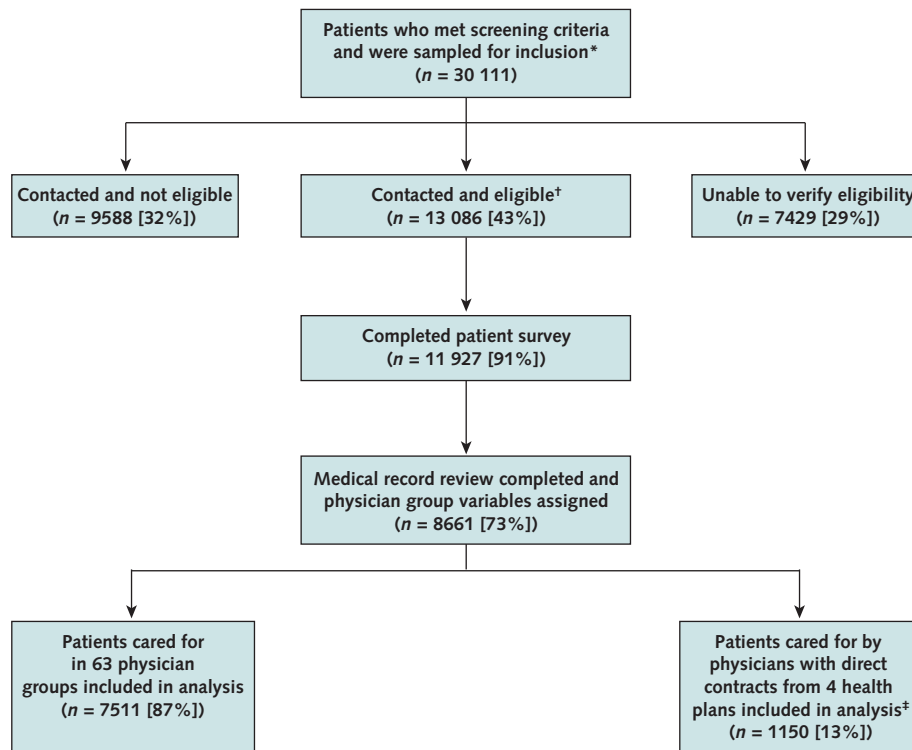 Patients who met screening criteria
and were sampled for inclusion*
(n = 30 111)
Contacted and not eligible
(n = 9588 [32%])
Contacted and eligible†
(n = 13 086 [43%])
Unable to verify eligibility
(n = 7429 [29%])
Completed patient survey
(n = 11 927 [91%])
Medical record review completed and
physician group variables assigned
(n = 8661 [73%])
Patients cared for
in 63 physician
groups included in analysis
(n = 7511 [87%])
Patients cared for by
physicians with direct
contracts from 4 health
plans included in analysis‡
(n = 1150 [13%])